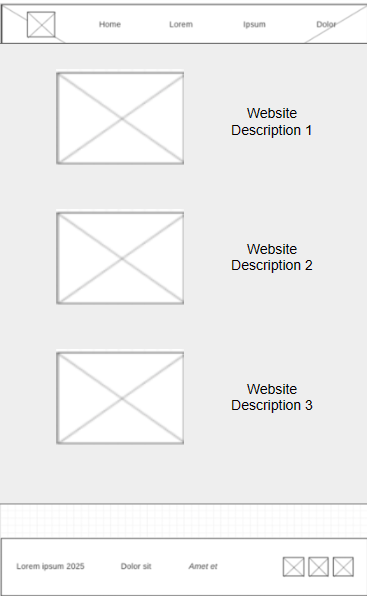 Home Lorem Ipsum Dolor
Website
Description 1
Website
Description 2
Website
Description 3
Lorem ipsum 2025 Dolor sit Amet et